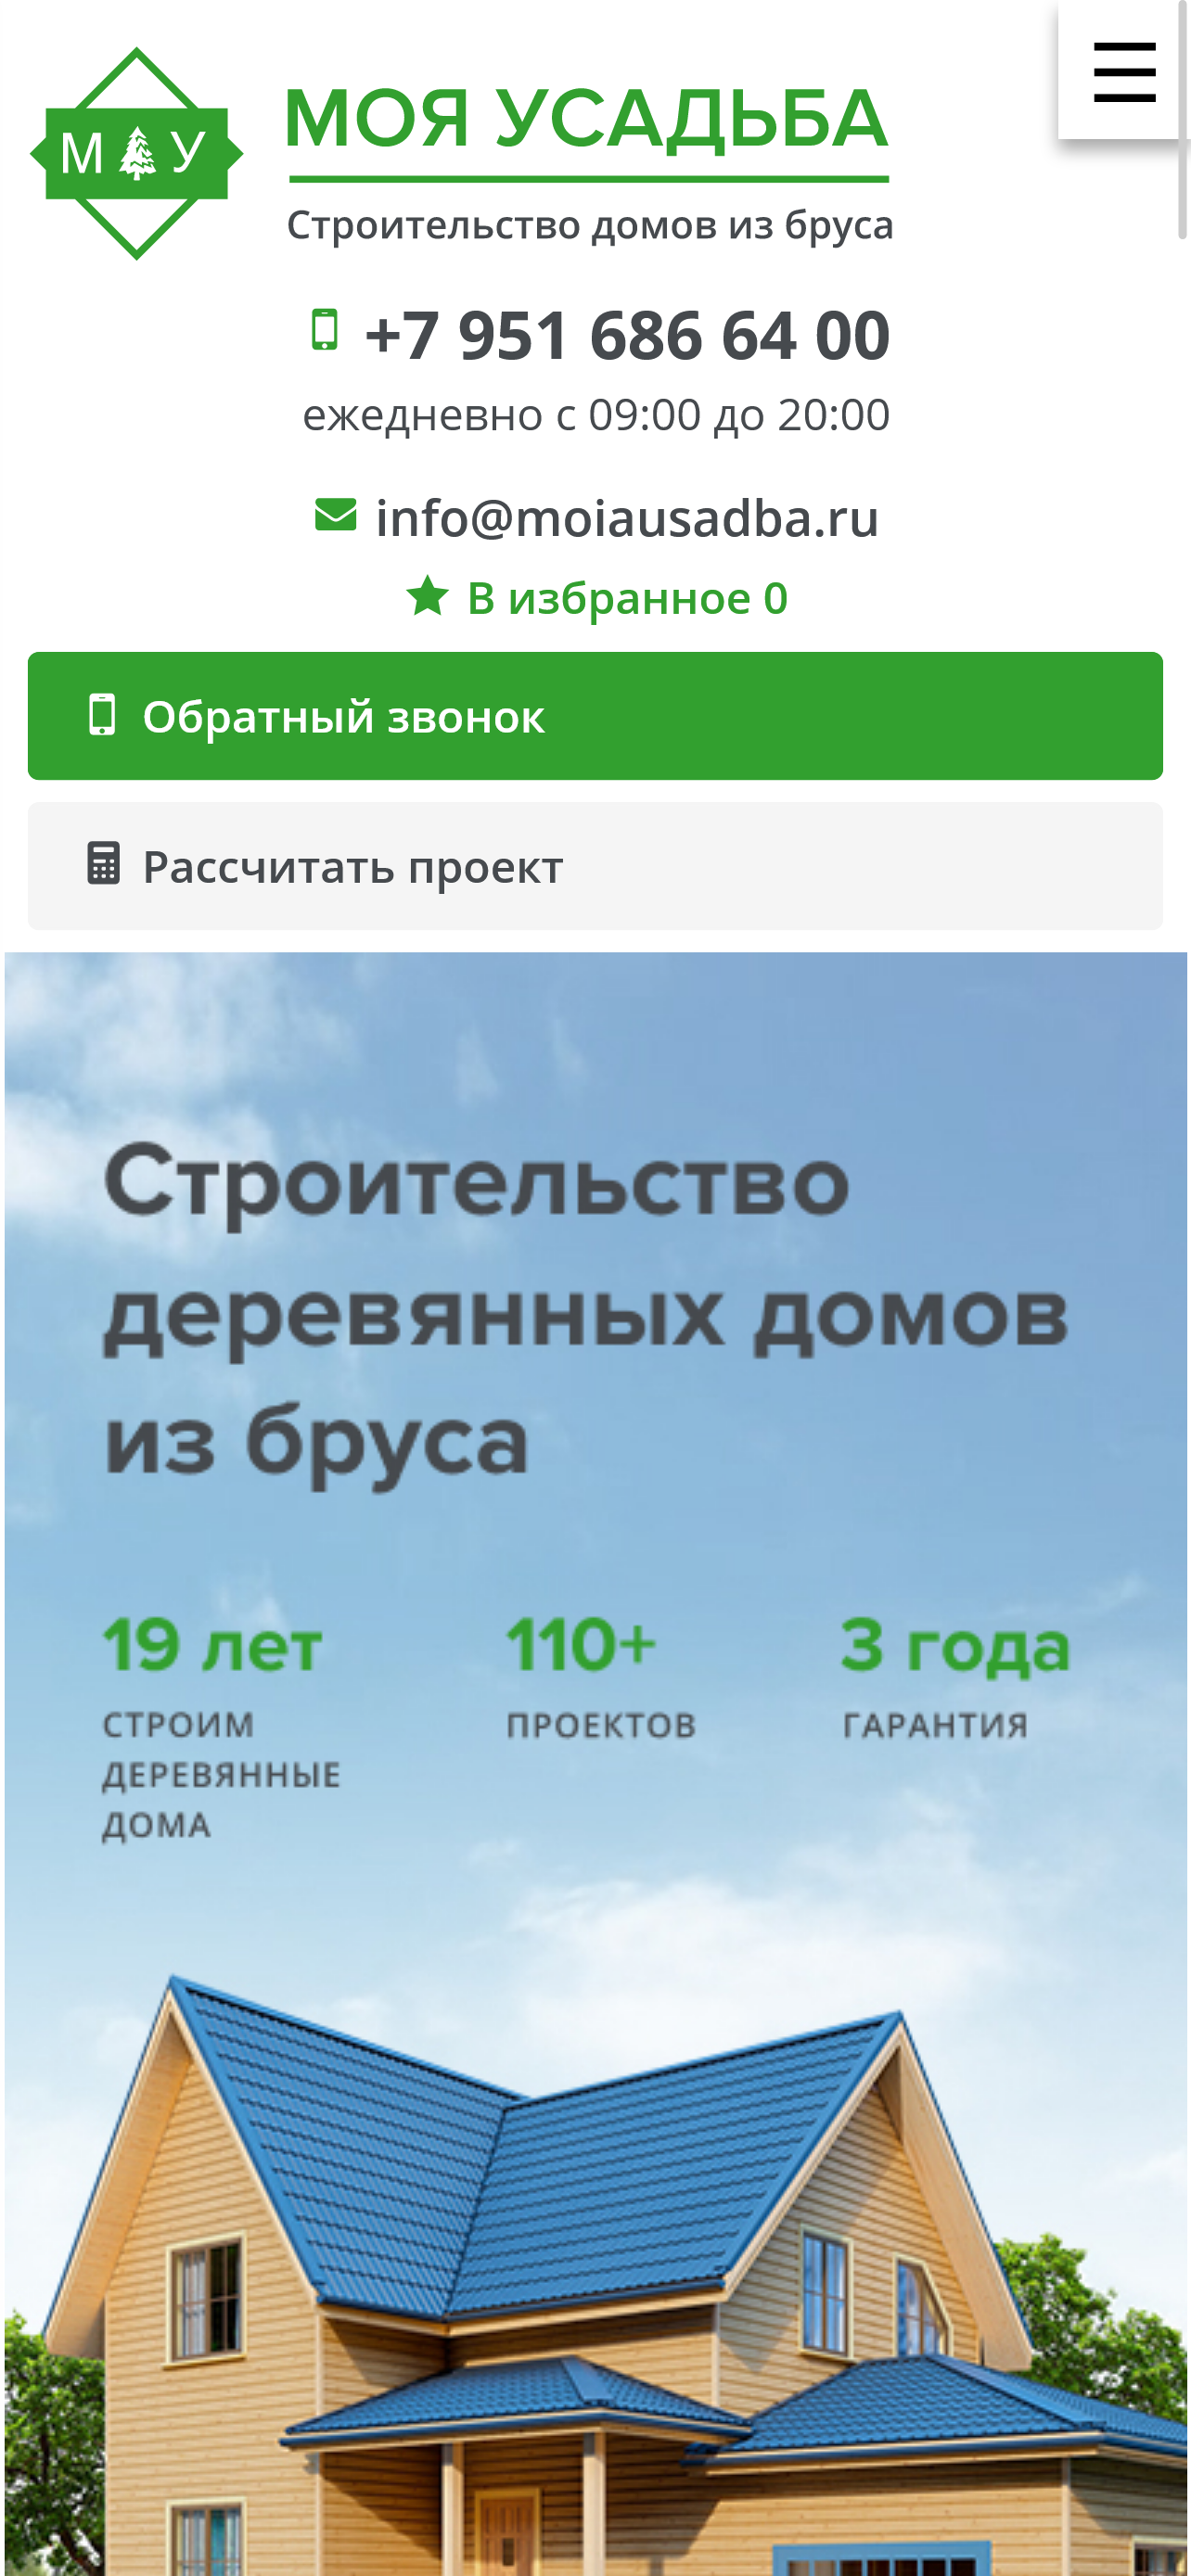 М У
МОЯ УСАДЬБА
Строительство домов из бруса
+7 951 686 64 00
ежедневно с 09:00 до 20:00
info@moiausadba.ru
В избранное 0
Обратный звонок
Рассчитать проект
Строительство
деревянных домов
из бруса
19 лет
СТРОИМ
ДЕРЕВЯННЫЕ
ДОМА
110+
ПРОЕКТОВ
3 года
ГАРАНТИЯ